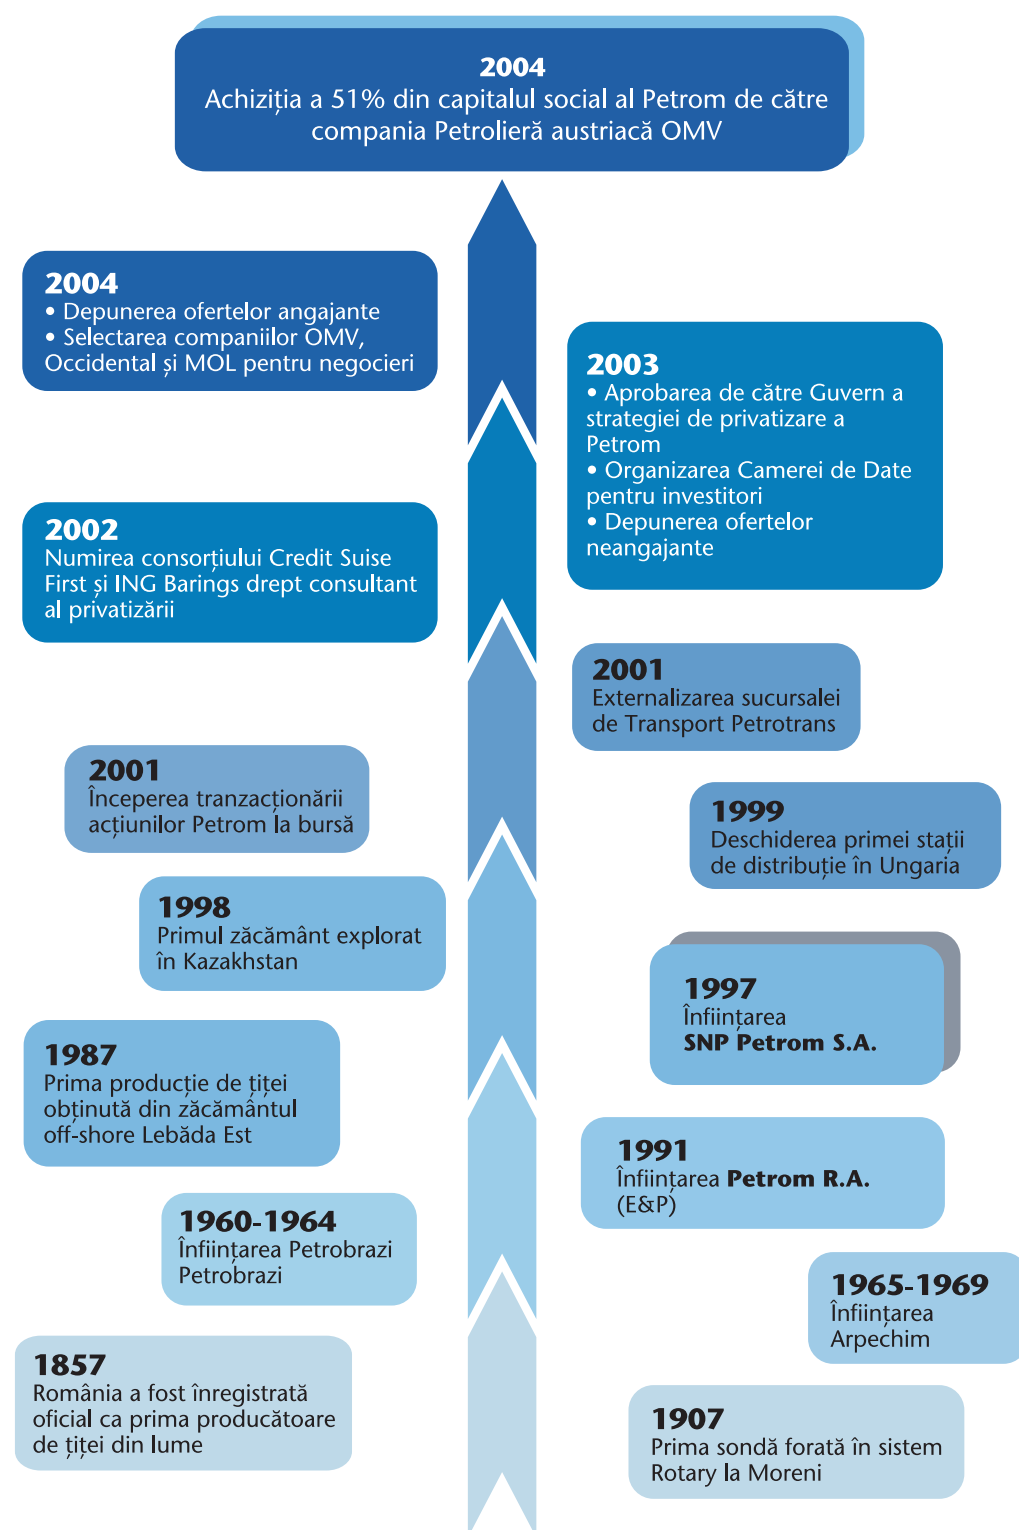 2004
Achiziția a 51% din capitalul social al Petrom de către
compania Petrolieră austriacă OMV
2004
• Depunerea ofertelor angajante
• Selectarea companiilor OMV,
Occidental și MOL pentru negocieri
2003
• Aprobarea de către Guvern a
strategiei de privatizare a
Petrom
• Organizarea Camerei de Date
pentru investitori
• Depunerea ofertelor
neangajante
2002
Numirea consorțiului Credit Suise
First și ING Barings drept consultant
al privatizării
2001
Externalizarea sucursalei
de Transport Petrotrans
2001
Începerea tranzacționării
acțiunilor Petrom la bursă
1999
Deschiderea primei stații
de distribuție în Ungaria
1998
Primul zăcământ explorat
în Kazakhstan
1997
Înființarea
SNP Petrom S.A.
1987
Prima producție de țiței
obținută din zăcământul
off-shore Lebăda Est
1991
Înființarea Petrom R.A.
(E&P)
1960-1964
Înființarea Petrobrazi
Petrobrazi
1965-1969
Înființarea
Arpechim
1857
România a fost înregistrată
oficial ca prima producătoare
de țiței din lume
1907
Prima sondă forată în sistem
Rotary la Moreni